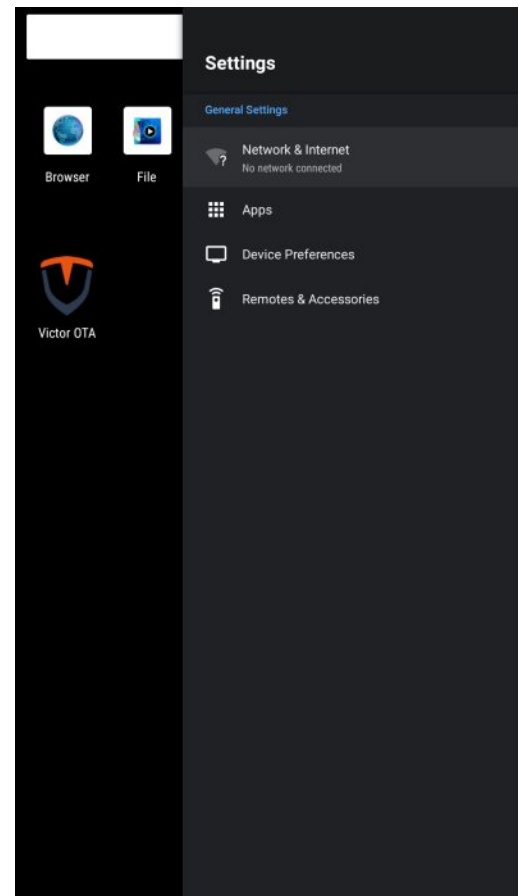 Settings
General Settings
Network & Internet
No network connected
Browser
File
Apps
Device Preferences
Remotes & Accessories
Victor OTA